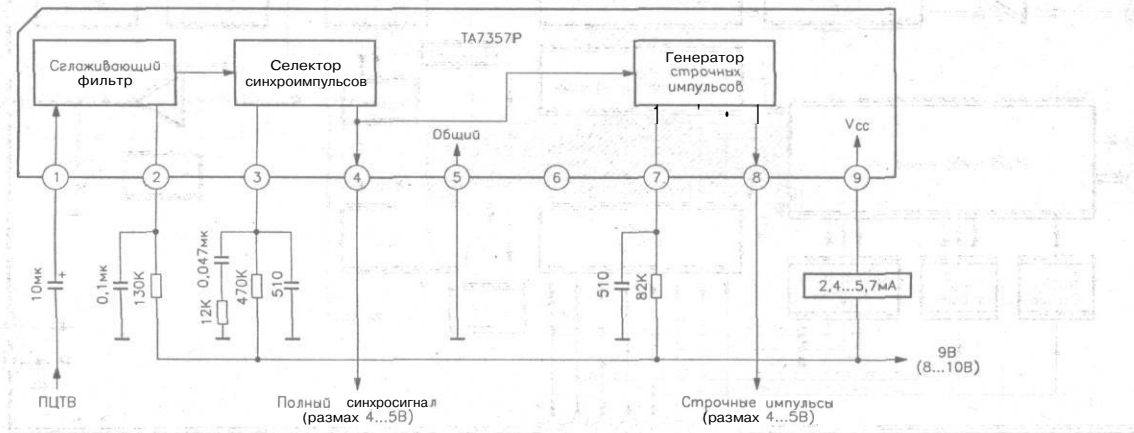 TA7357P
Сглаживающий
фильтр
Селектор
синхроимпульсов
Генератор
строчных
импульсов
Общий
Vcc
1
2
3
4
5
6
7
8
9
10мк
+
0,1мк
130К
12К 0,047мк
470К
510
510
82К
2,4...5,7мА
9В
(8...10В)
ПЦТВ
Полный синхросигнал
(размах 4...5В)
Строчные импульсы
(размах 4...5В)